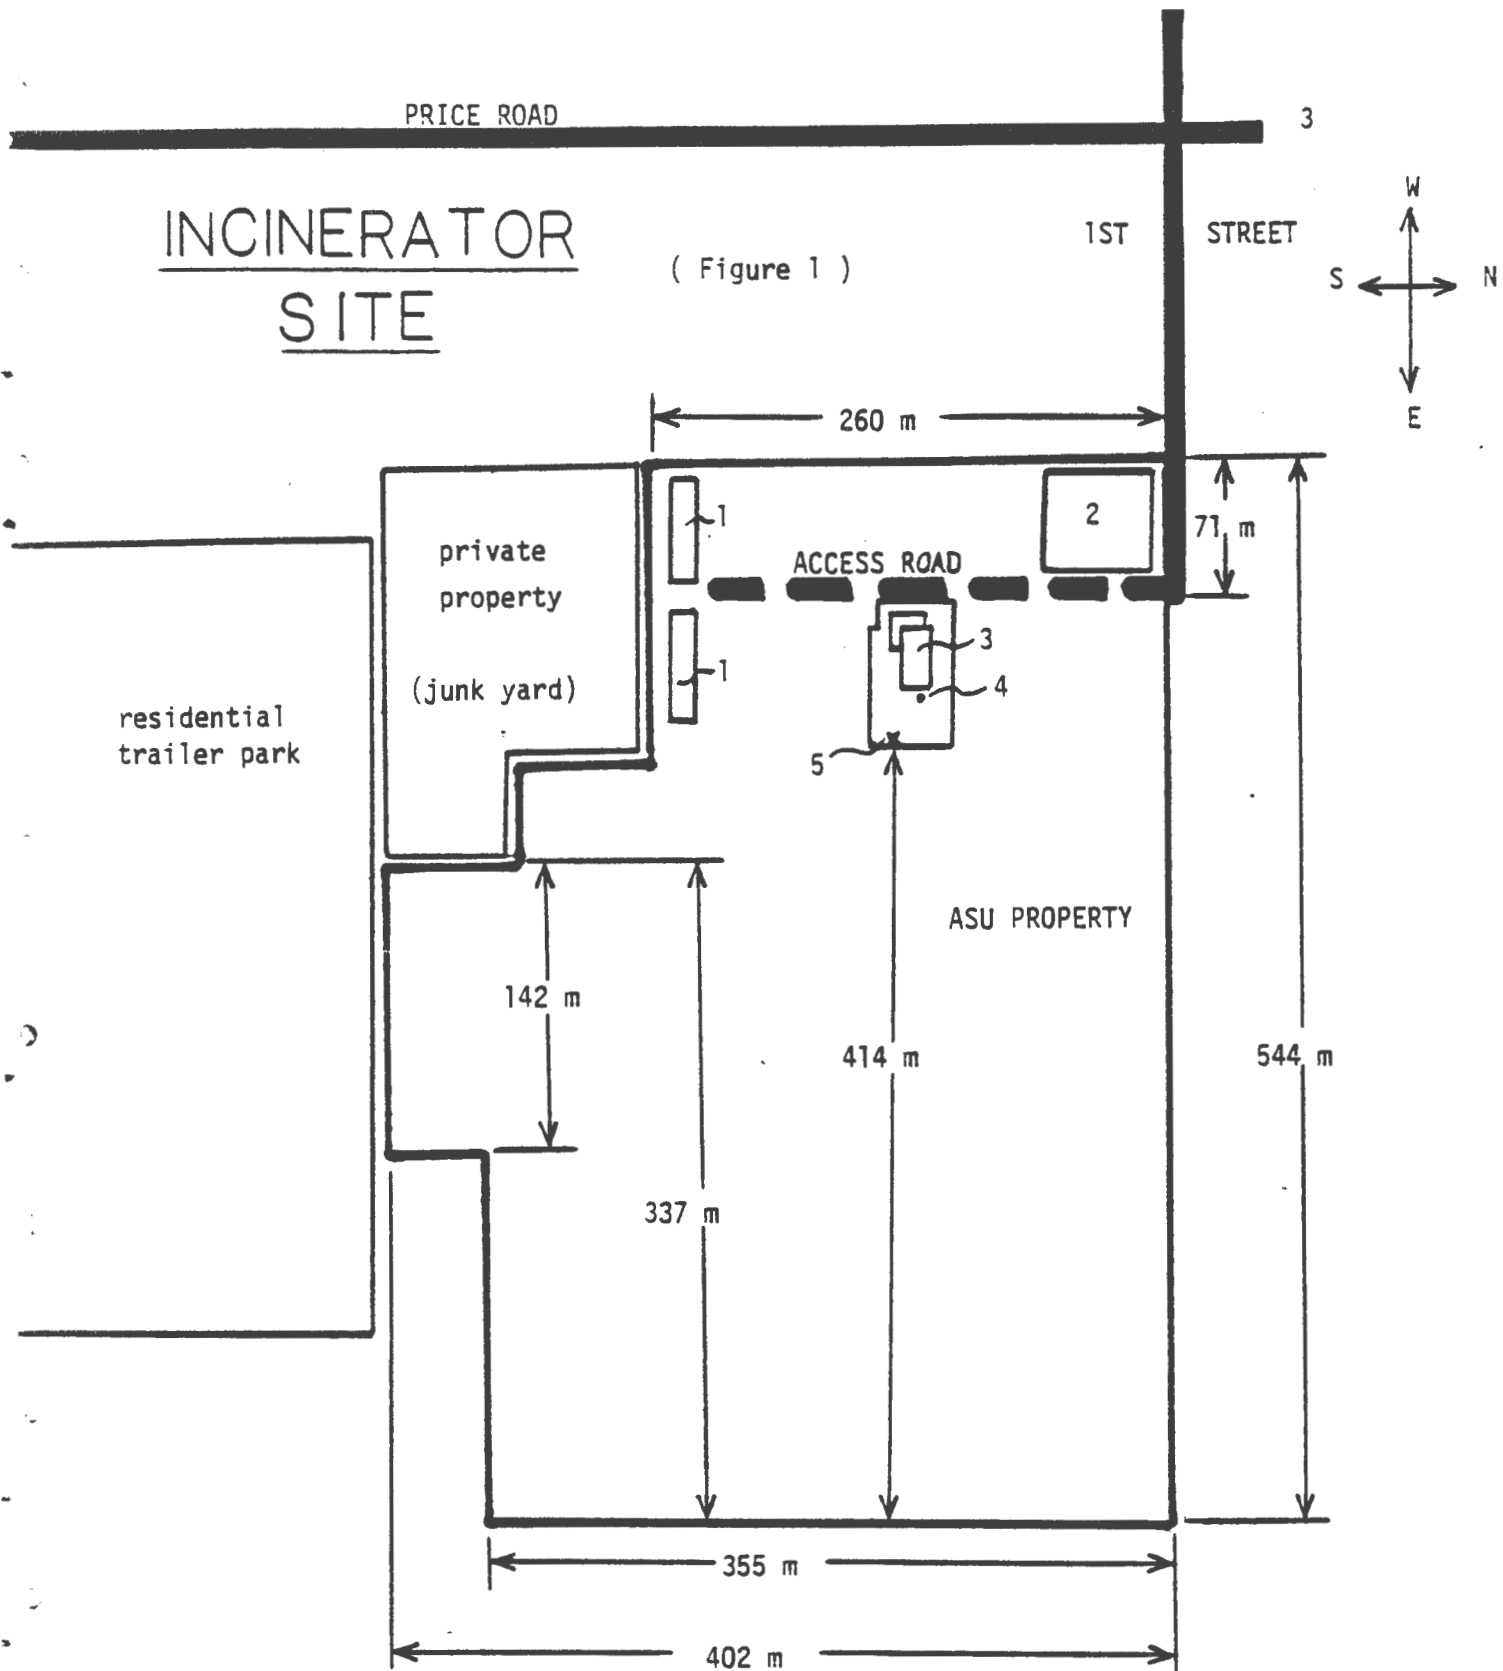 PRICE ROAD
3
INCINERATOR
SITE
( Figure 1 )
1ST STREET
W
S N
E
260 m
private
property
(junk yard)
1
2
71 m
ACCESS ROAD
3
1
4
5
residential
trailer park
ASU PROPERTY
142 m
414 m
544 m
337 m
355 m
402 m